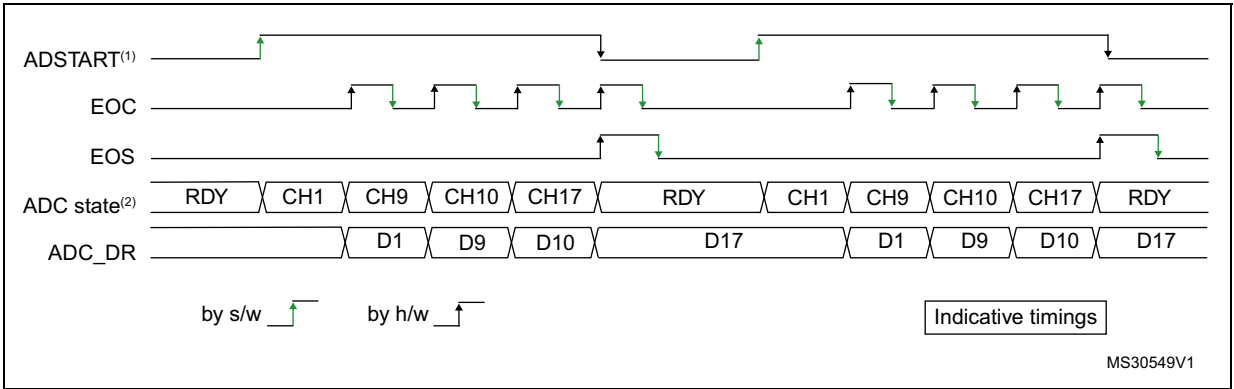 ADSTART(1)
EOC
EOS
ADC state(2) RDY CH1 CH9 CH10 CH17 RDY CH1 CH9 CH10 CH17 RDY
ADC_DR D1 D9 D10 D17 D1 D9 D10 D17
by s/w by h/w Indicative timings
MS30549V1